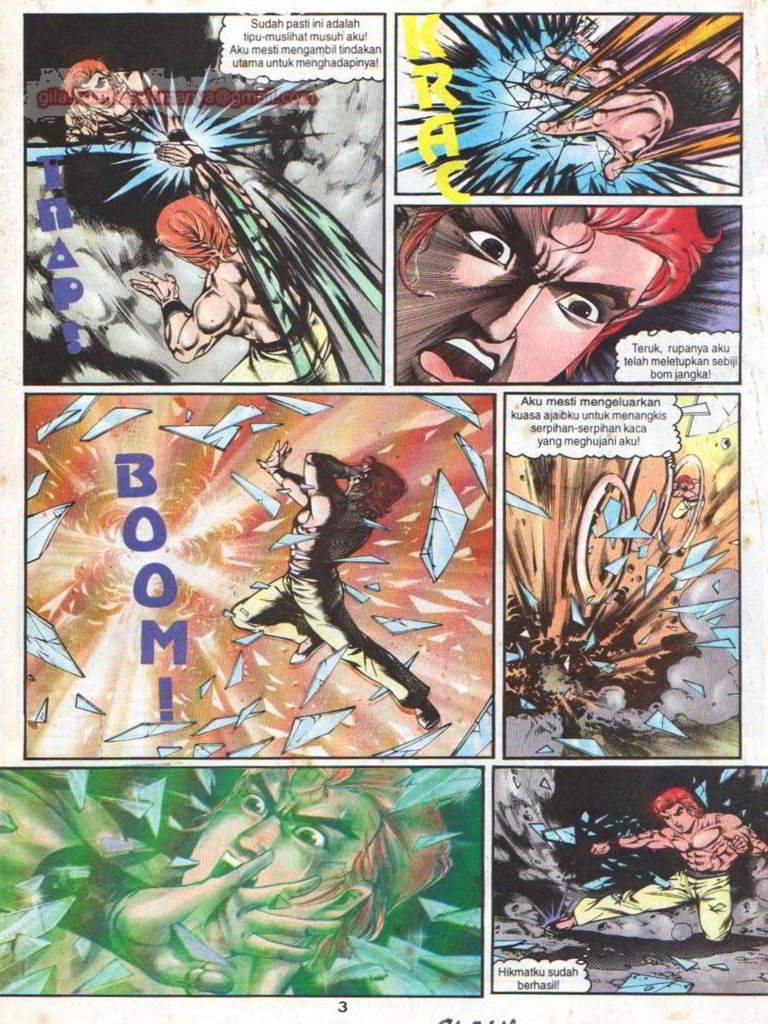 Sudah pasti ini adalah
tipu-muslihat musuh aku!
Aku mesti mengambil tindakan
utama untuk menghadapinya!
THAP!
KRAC
Teruk, rupanya aku
telah meletupkan sebiji
bom jangka!
BOOM!
Aku mesti mengeluarkan
kuasa ajaibku untuk menangkis
serpihan-serpihan kaca
yang meghujani aku!
Hikmatku sudah
berhasil!
3